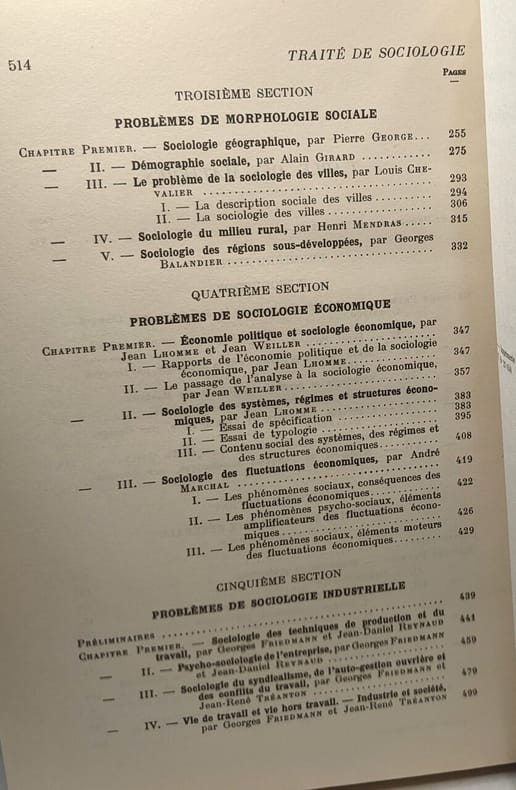 514 TRAITÉ DE SOCIOLOGIE
PAGES
TROISIÈME SECTION
PROBLÈMES DE MORPHOLOGIE SOCIALE
CHAPITRE PREMIER. — Sociologie géographique, par Pierre GEORGE... 255
— II. — Démographie sociale, par Alain GIRARD ............ 275
— III. — Le problème de la sociologie des villes, par Louis CHE-
VALIER .............................. 293
I. — La description sociale des villes .......... 294
II. — La sociologie des villes .................. 306
— IV. — Sociologie du milieu rural, par Henri MENDRAS ..... 315
— V. — Sociologie des régions sous-développées, par Georges
BALANDIER .............................. 332
QUATRIÈME SECTION
PROBLÈMES DE SOCIOLOGIE ÉCONOMIQUE
CHAPITRE PREMIER. — Économie politique et sociologie économique, par
Jean LHOMME et Jean WEILLER .................. 347
I. — Rapports de l'économie politique et de la sociologie
économique, par Jean LHOMME.............. 347
II. — Le passage de l'analyse à la sociologie économique,
par Jean WEILLER...................... 357
— II. — Sociologie des systèmes, régimes et structures écono-
miques, par Jean LHOMME .................. 383
I. — Essai de spécification .................. 383
II. — Essai de typologie .................... 395
III. — Contenu social des systèmes, des régimes et
des structures économiques.............. 408
— III. — Sociologie des fluctuations économiques, par André
MARCHAL .............................. 419
I. — Les phénomènes sociaux, conséquences des
fluctuations économiques.............. 422
II. — Les phénomènes psycho-sociaux, éléments
amplificateurs des fluctuations écono-
miques.............................. 426
III. — Les phénomènes sociaux, éléments moteurs
des fluctuations économiques........ 429
CINQUIÈME SECTION
PROBLÈMES DE SOCIOLOGIE INDUSTRIELLE
PRÉLIMINAIRES .............................. 439
CHAPITRE PREMIER. — Sociologie des techniques de production et du
travail, par Georges FRIEDMANN et Jean-Daniel REYNAUD 441
— II. — Psycho-sociologie de l'entreprise, par Georges FRIEDMANN
et Jean-Daniel REYNAUD .................. 459
— III. — Sociologie du syndicalisme, de l'auto-gestion ouvrière et
des conflits du travail, par Georges FRIEDMANN et
Jean-René TRÉANTON .................. 479
— IV. — Vie de travail et vie hors travail. — Industrie et société,
par Georges FRIEDMANN et Jean-René TRÉANTON 499